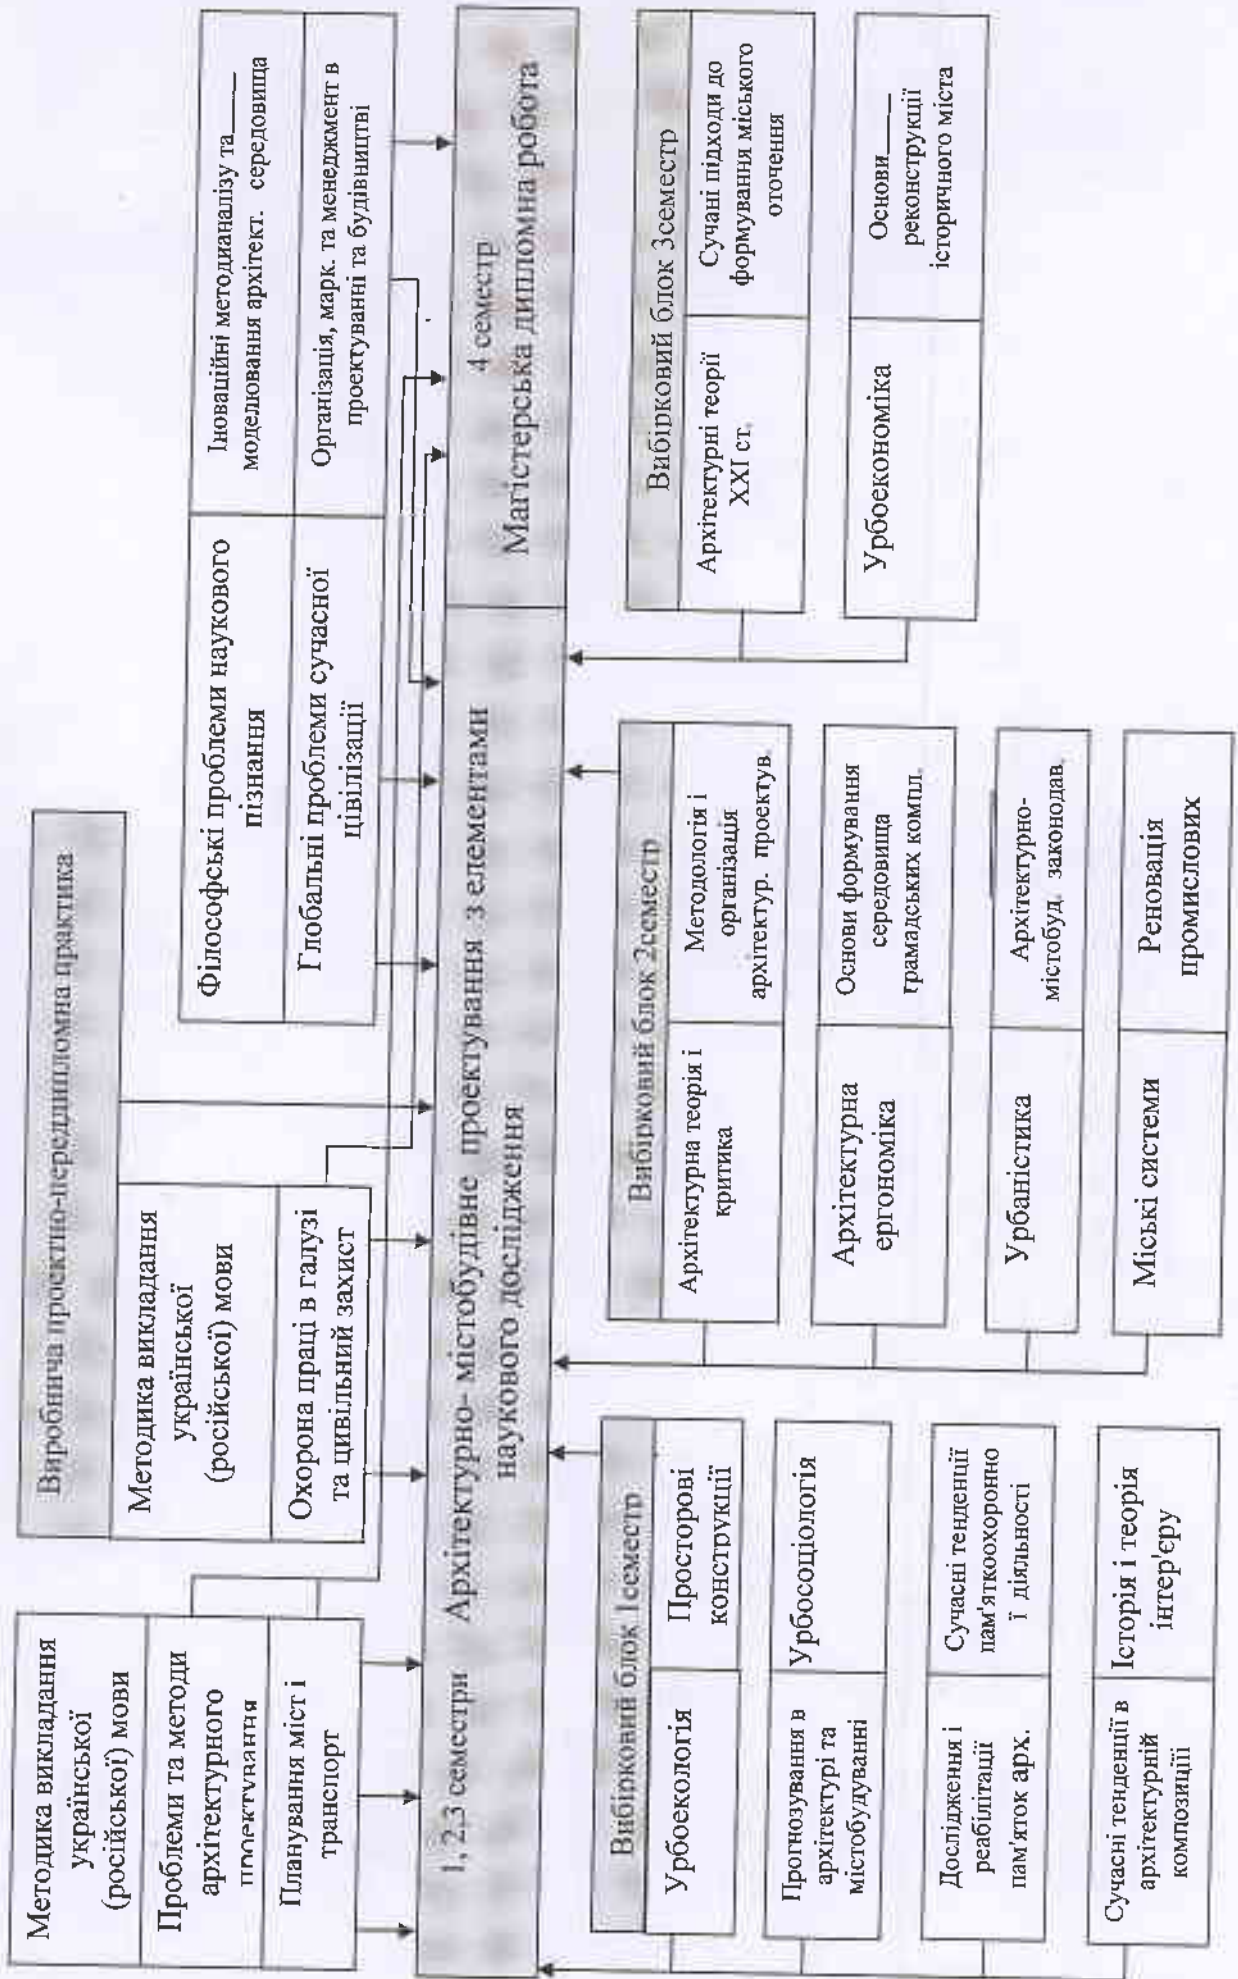 Виробнича проектно-переддипломна практика
Методика викладання
української
(російської) мови
Проблеми та методи
архітектурного
проектування
Планування міст і
транспорт
Методика викладання
української
(російської) мови
Охорона праці в галузі
та цивільний захист
Філософські проблеми наукового
пізнання
Глобальні проблеми сучасної
цівілізації
Іноваційні методианалізу та____
моделювання архітект. середовища
Організація, марк. та менеджмент в
проектуванні та будівництві
1, 2,3 семестри Архітектурно- містобудівне проектування з елементами
наукового дослідження
4 семестр
Магістерська дипломна робота
Вибірковий блок 1семестр
Урбоекологія
Просторові
конструкції
Прогнозування в
архітектурі та
містобудуванні
Урбосоціологія
Дослідження і
реабілітації
пам'яток арх.
Сучасні тенденції
пам'яткоохоронно
ї діяльності
Сучасні тенденції в
архітектурній
композиціїї
Історія і теорія
інтер'єру
Вибірковий блок 2семестр
Архітектурна теорія і
критика
Методологія і
організація
архітектур. проектув.
Архітектурна
ергономіка
Основи формування
середовища
грамадських компл.
Урбаністика
Архітектурно-
містобуд. законодав.
Міські системи
Реновація
промислових
Вибірковий блок 3семестр
Архітектурні теорії
XXI ст.
Сучані підходи до
формування міського
оточення
Урбоекономіка
Основи____
реконструкції
історичного міста